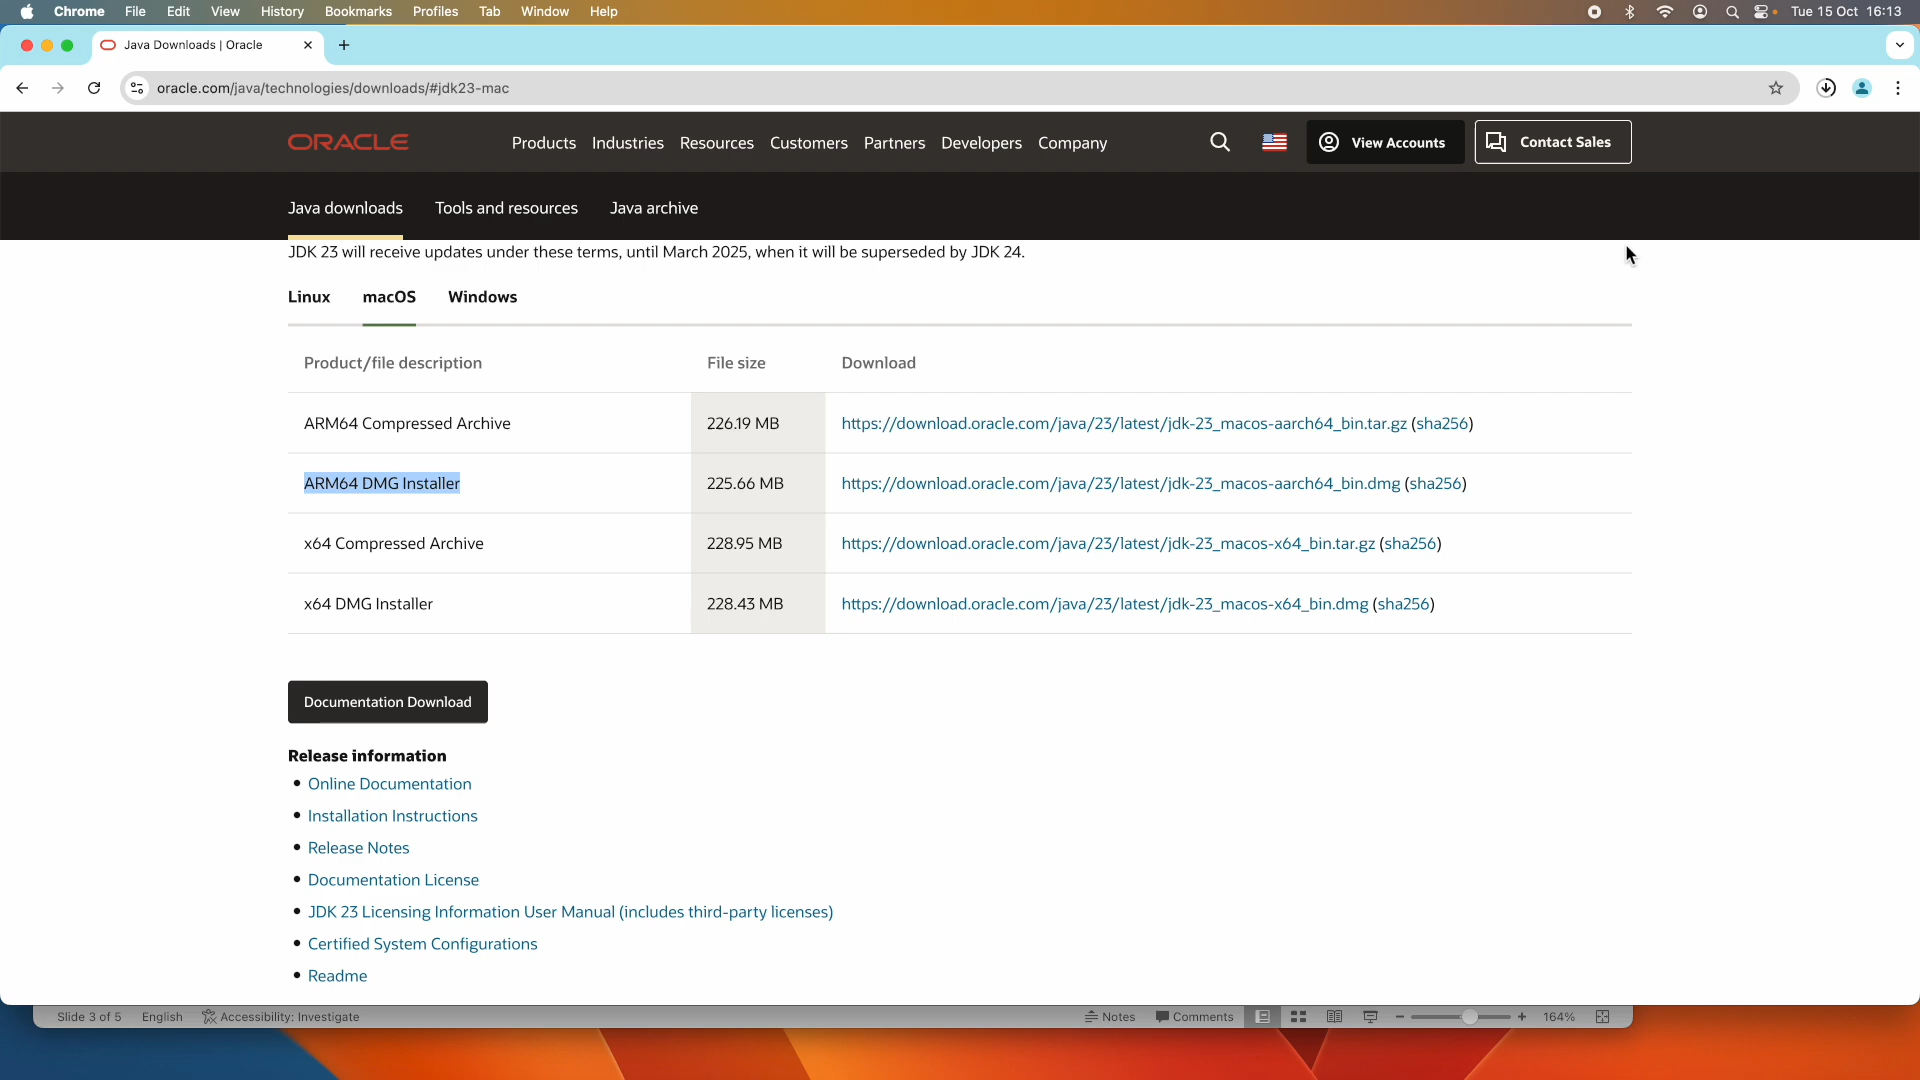 Chrome File Edit View History Bookmarks Profiles Tab Window Help Tue 15 Oct 16:13
Java Downloads | Oracle
oracle.com/java/technologies/downloads/#jdk23-mac
ORACLE Products Industries Resources Customers Partners Developers Company View Accounts Contact Sales
Java downloads Tools and resources Java archive
JDK 23 will receive updates under these terms, until March 2025, when it will be superseded by JDK 24.
Linux macOS Windows
Product/file description File size Download
ARM64 Compressed Archive 226.19 MB https://download.oracle.com/java/23/latest/jdk-23_macos-aarch64_bin.tar.gz (sha256)
ARM64 DMG Installer 225.66 MB https://download.oracle.com/java/23/latest/jdk-23_macos-aarch64_bin.dmg (sha256)
x64 Compressed Archive 228.95 MB https://download.oracle.com/java/23/latest/jdk-23_macos-x64_bin.tar.gz (sha256)
x64 DMG Installer 228.43 MB https://download.oracle.com/java/23/latest/jdk-23_macos-x64_bin.dmg (sha256)
Documentation Download
Release information
• Online Documentation
• Installation Instructions
• Release Notes
• Documentation License
• JDK 23 Licensing Information User Manual (includes third-party licenses)
• Certified System Configurations
• Readme
Slide 3 of 5 English Accessibility: Investigate Notes Comments 164%